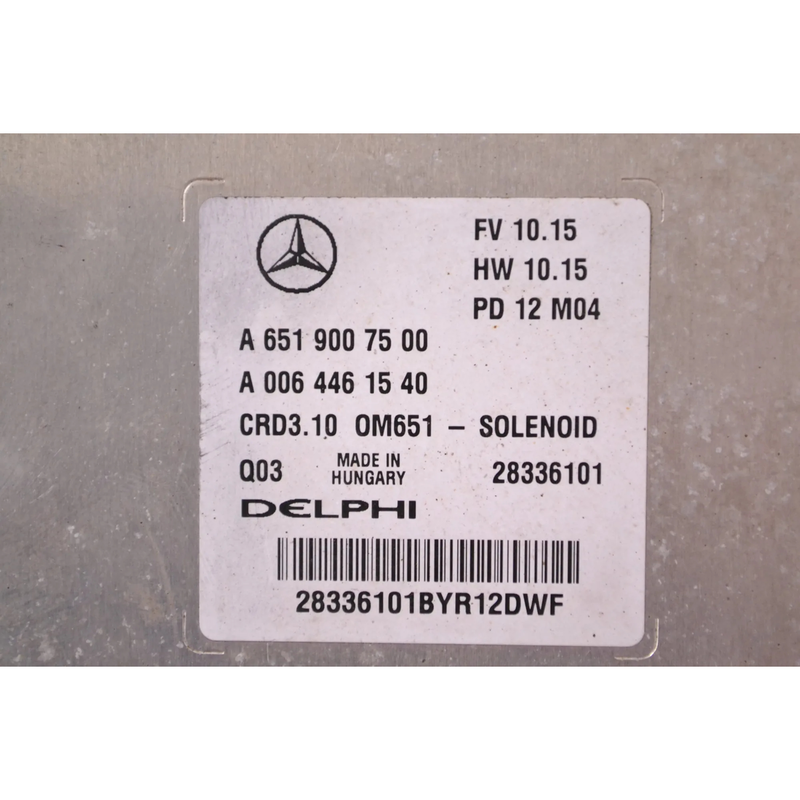 FV 10.15
HW 10.15
PD 12 M04
A 651 900 75 00
A 006 446 15 40
CRD3.10 OM651 – SOLENOID
Q03 MADE IN HUNGARY 28336101
DELPHI
28336101BYR12DWF